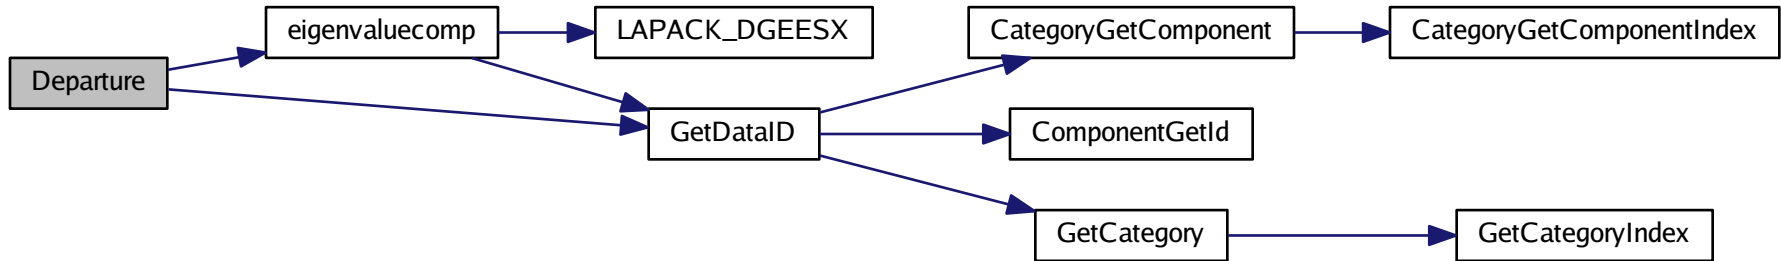 eigenvaluecomp
LAPACK_DGEESX
CategoryGetComponent
CategoryGetComponentIndex
Departure
GetDataID
ComponentGetId
GetCategory
GetCategoryIndex